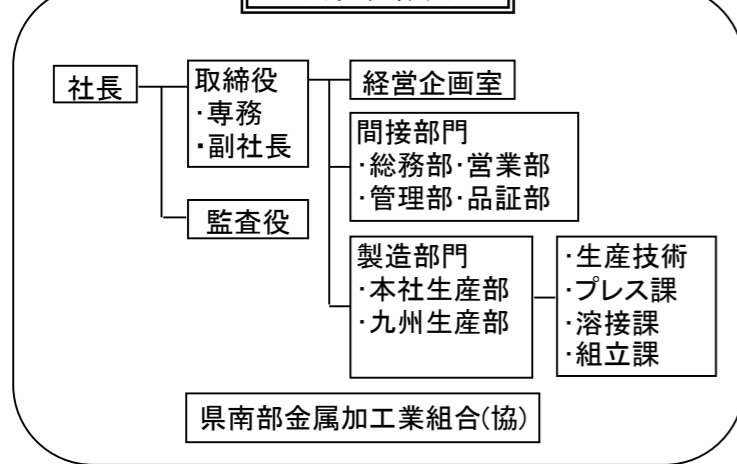 社長
取締役
・専務
・副社長
監査役
経営企画室
間接部門
・総務部・営業部
・管理部・品証部
製造部門
・本社生産部
・九州生産部
・生産技術
・プレス課
・溶接課
・組立課
県南部金属加工業組合(協)